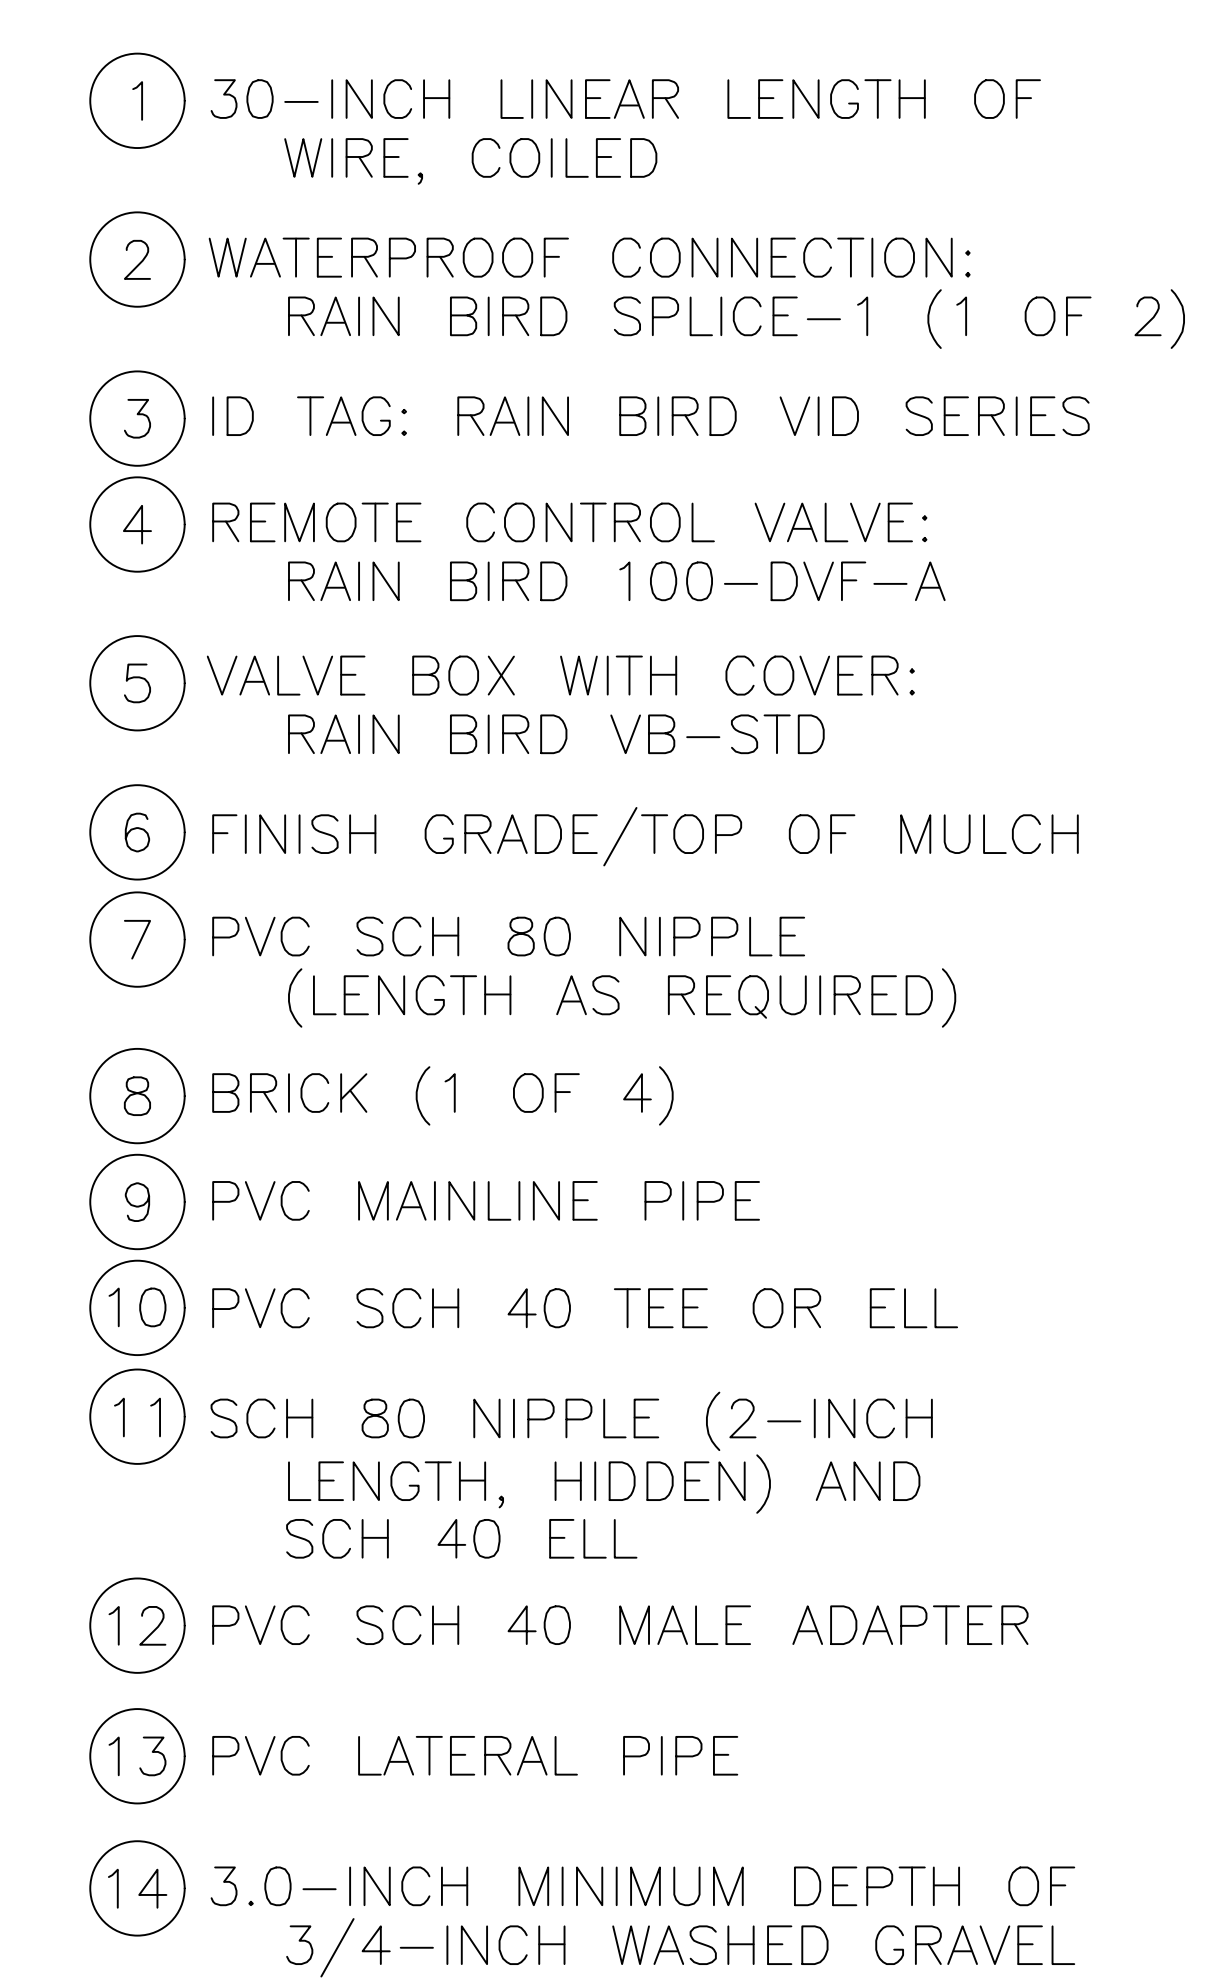 1 30-INCH LINEAR LENGTH OF
WIRE, COILED
2 WATERPROOF CONNECTION:
RAIN BIRD SPLICE-1 (1 OF 2)
3 ID TAG: RAIN BIRD VID SERIES
4 REMOTE CONTROL VALVE:
RAIN BIRD 100-DVF-A
5 VALVE BOX WITH COVER:
RAIN BIRD VB-STD
6 FINISH GRADE/TOP OF MULCH
7 PVC SCH 80 NIPPLE
(LENGTH AS REQUIRED)
8 BRICK (1 OF 4)
9 PVC MAINLINE PIPE
10 PVC SCH 40 TEE OR ELL
11 SCH 80 NIPPLE (2-INCH
LENGTH, HIDDEN) AND
SCH 40 ELL
12 PVC SCH 40 MALE ADAPTER
13 PVC LATERAL PIPE
14 3.0-INCH MINIMUM DEPTH OF
3/4-INCH WASHED GRAVEL